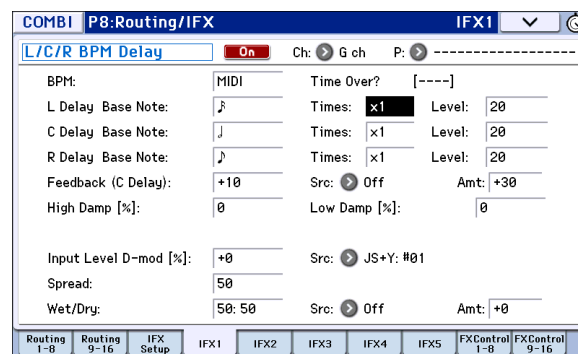 COMBI P8:Routing/IFX IFX1
L/C/R BPM Delay On Ch: G ch P: --------------------
BPM: MIDI Time Over? [----]
L Delay Base Note: Times: x1 Level: 20
C Delay Base Note: ♩ Times: x1 Level: 20
R Delay Base Note: ♪ Times: x1 Level: 20
Feedback (C Delay): +10 Src: Off Amt: +30
High Damp [%]: 0 Low Damp [%]: 0
Input Level D-mod [%]: +0 Src: JS+Y: #01
Spread: 50
Wet/Dry: 50: 50 Src: Off Amt: +0
Routing 1-8 Routing 9-16 IFX Setup IFX1 IFX2 IFX3 IFX4 IFX5 FXControl 1-8 FXControl 9-16